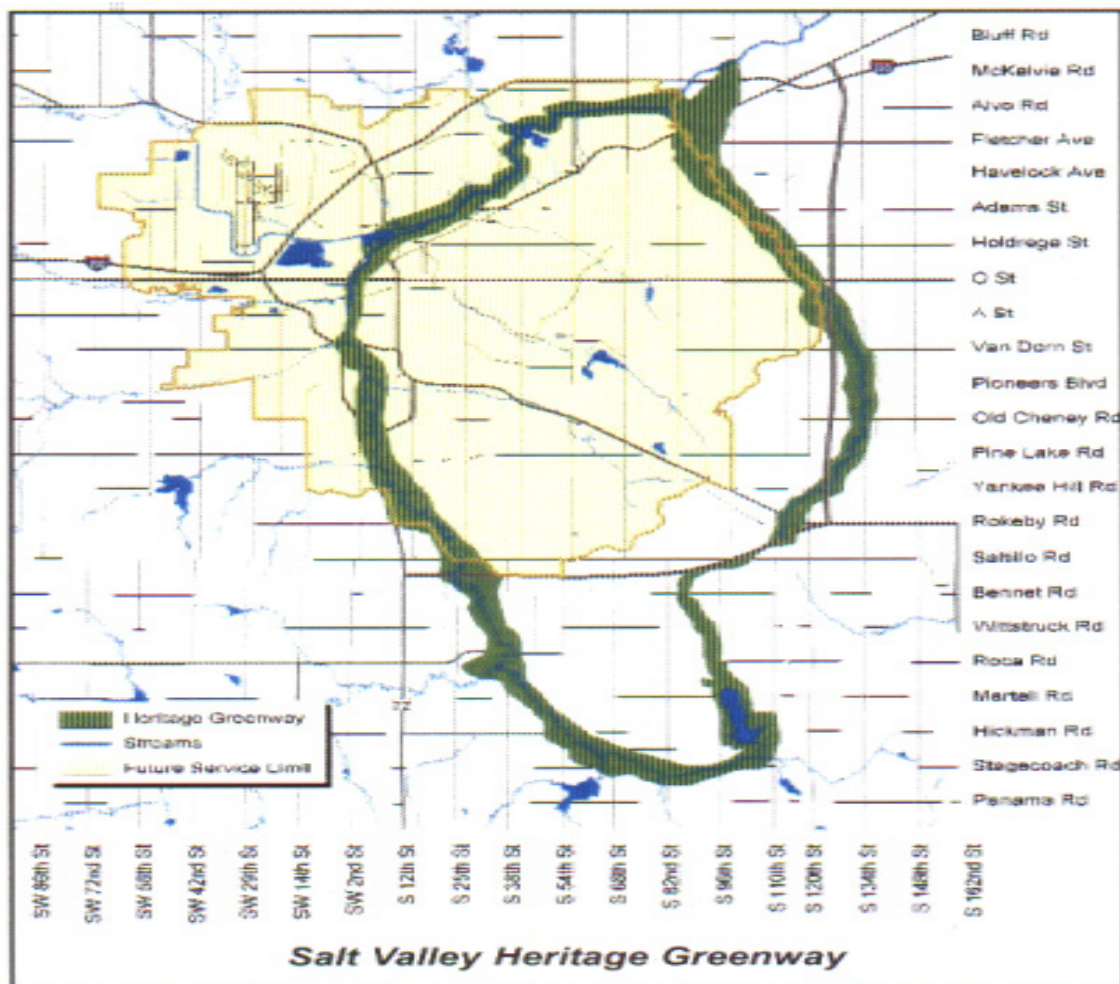 Bluff Rd
McKelvie Rd
Alvo Rd
Fletcher Ave
Havelock Ave
Adams St
Holdrege St
O St
A St
Van Dorn St
Pioneers Blvd
Old Cheney Rd
Pine Lake Rd
Yankee Hill Rd
Rokeby Rd
Saltillo Rd
Bennet Rd
Wittstruck Rd
Roca Rd
Martell Rd
Hickman Rd
Stagecoach Rd
Panama Rd
Heritage Greenway
Streams
Future Service Limit
SW 86th St
SW 72nd St
SW 58th St
SW 42nd St
SW 29th St
SW 14th St
SW 2nd St
S 12th St
S 25th St
S 38th St
S 54th St
S 68th St
S 82nd St
S 96th St
S 110th St
S 120th St
S 134th St
S 148th St
S 162nd St
Salt Valley Heritage Greenway